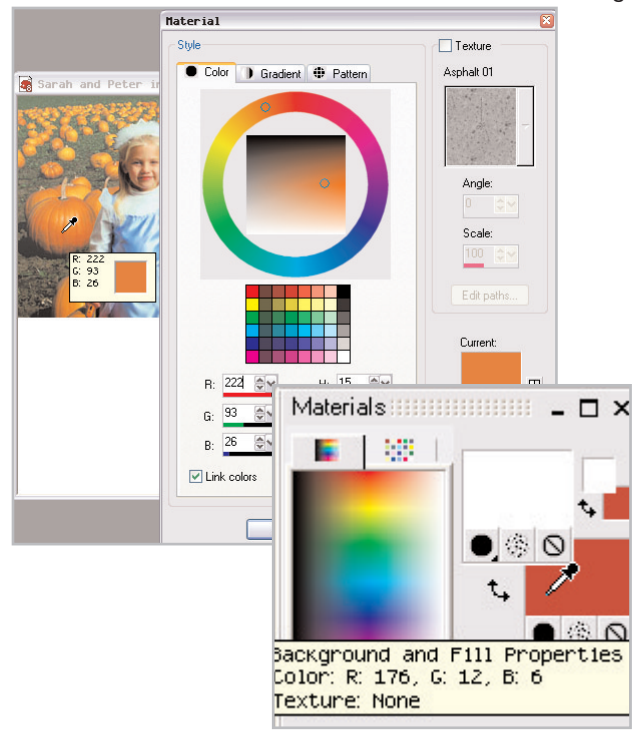 Material
Style
Color
Gradient
Pattern
Texture
Asphalt 01
Angle:
0
Scale:
100
Edit paths...
Current:
Sarah and Peter in
R: 222
G: 93
B: 26
R: 222
H: 15
G: 93
B: 26
Link colors
Materials
Background and Fill Properties
Color: R: 176, G: 12, B: 6
Texture: None